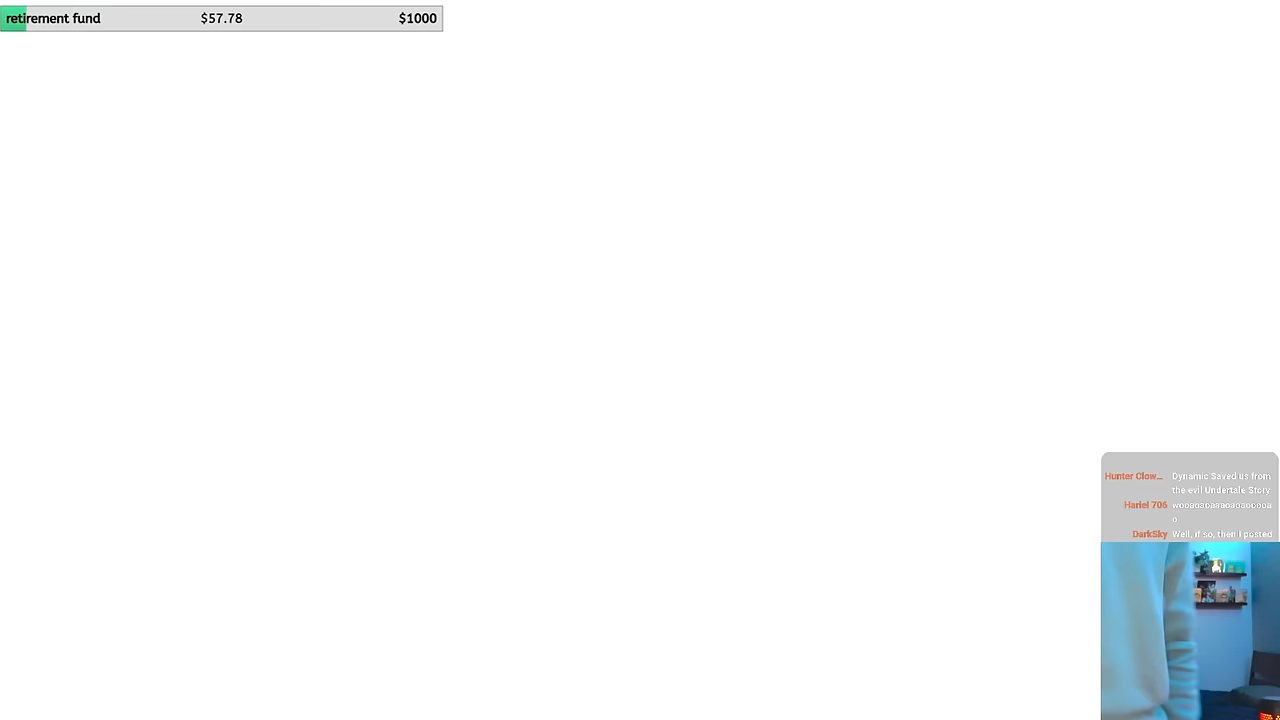 retirement fund $57.78 $1000
Hunter Clow... Dynamic Saved us from
the evil Undertale Story
Hariel 706
o
DarkSky Well, if so, then I posted